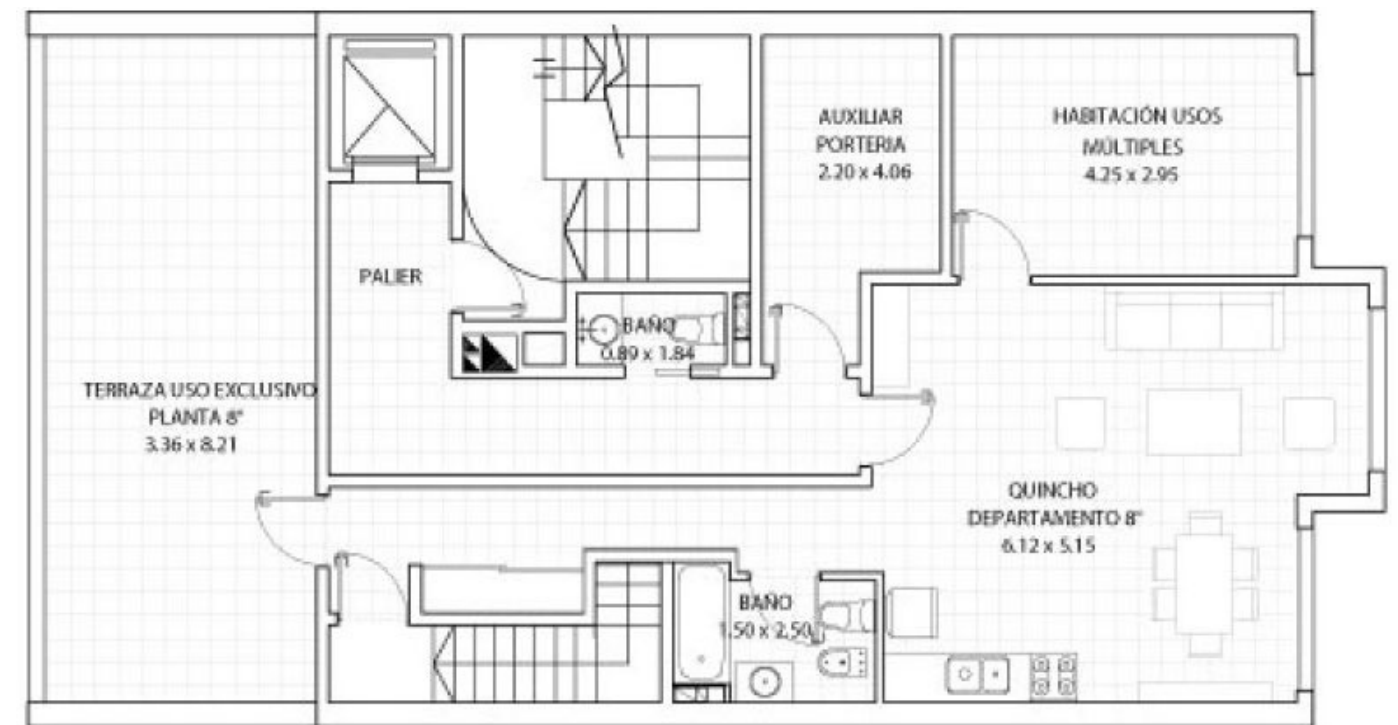 AUXILIAR
PORTERIA
2.20 x 4.06
HABITACIÓN USOS
MÚLTIPLES
4.25 x 2.95
PALIER
BAÑO
0.89 x 1.84
TERRAZA USO EXCLUSIVO
PLANTA 8°
3.36 x 8.21
QUINCHO
DEPARTAMENTO 8°
6.12 x 5.15
BAÑO
1.50 x 2.50